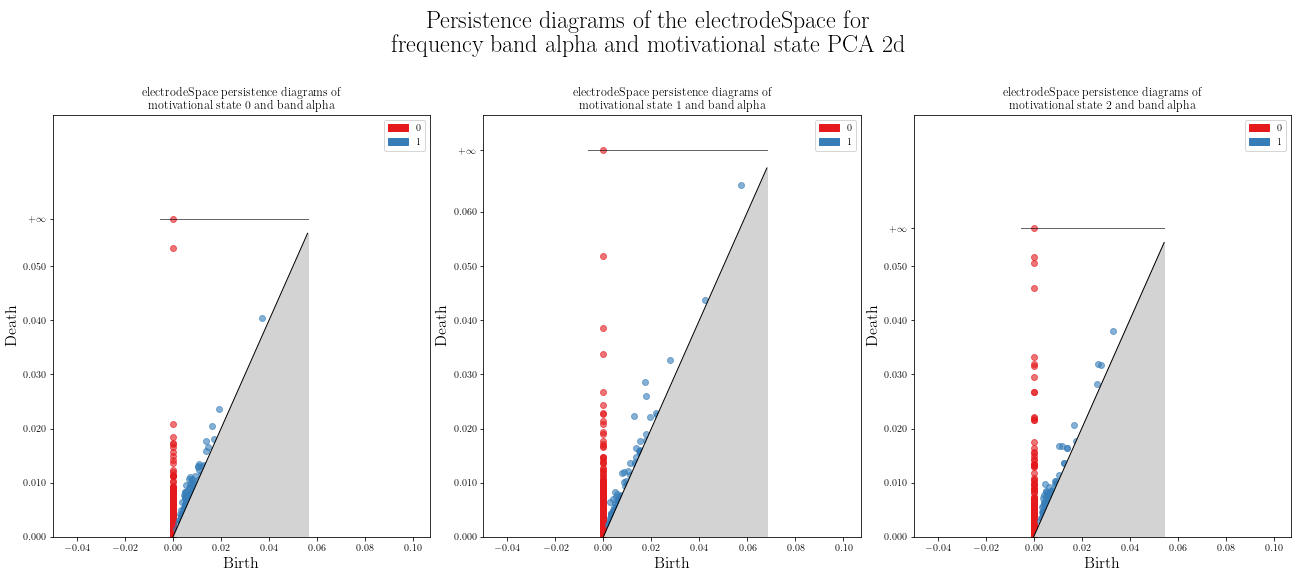 Persistence diagrams of the electrodeSpace for
frequency band alpha and motivational state PCA 2d
electrodeSpace persistence diagrams of
motivational state 0 and band alpha
0
1
+∞
0.050
0.040
0.030
0.020
0.010
0.000
Death
−0.04 −0.02 0.00 0.02 0.04 0.06 0.08 0.10
Birth
electrodeSpace persistence diagrams of
motivational state 1 and band alpha
0
1
+∞
0.060
0.050
0.040
0.030
0.020
0.010
0.000
Death
−0.04 −0.02 0.00 0.02 0.04 0.06 0.08 0.10
Birth
electrodeSpace persistence diagrams of
motivational state 2 and band alpha
0
1
+∞
0.050
0.040
0.030
0.020
0.010
0.000
Death
−0.04 −0.02 0.00 0.02 0.04 0.06 0.08 0.10
Birth